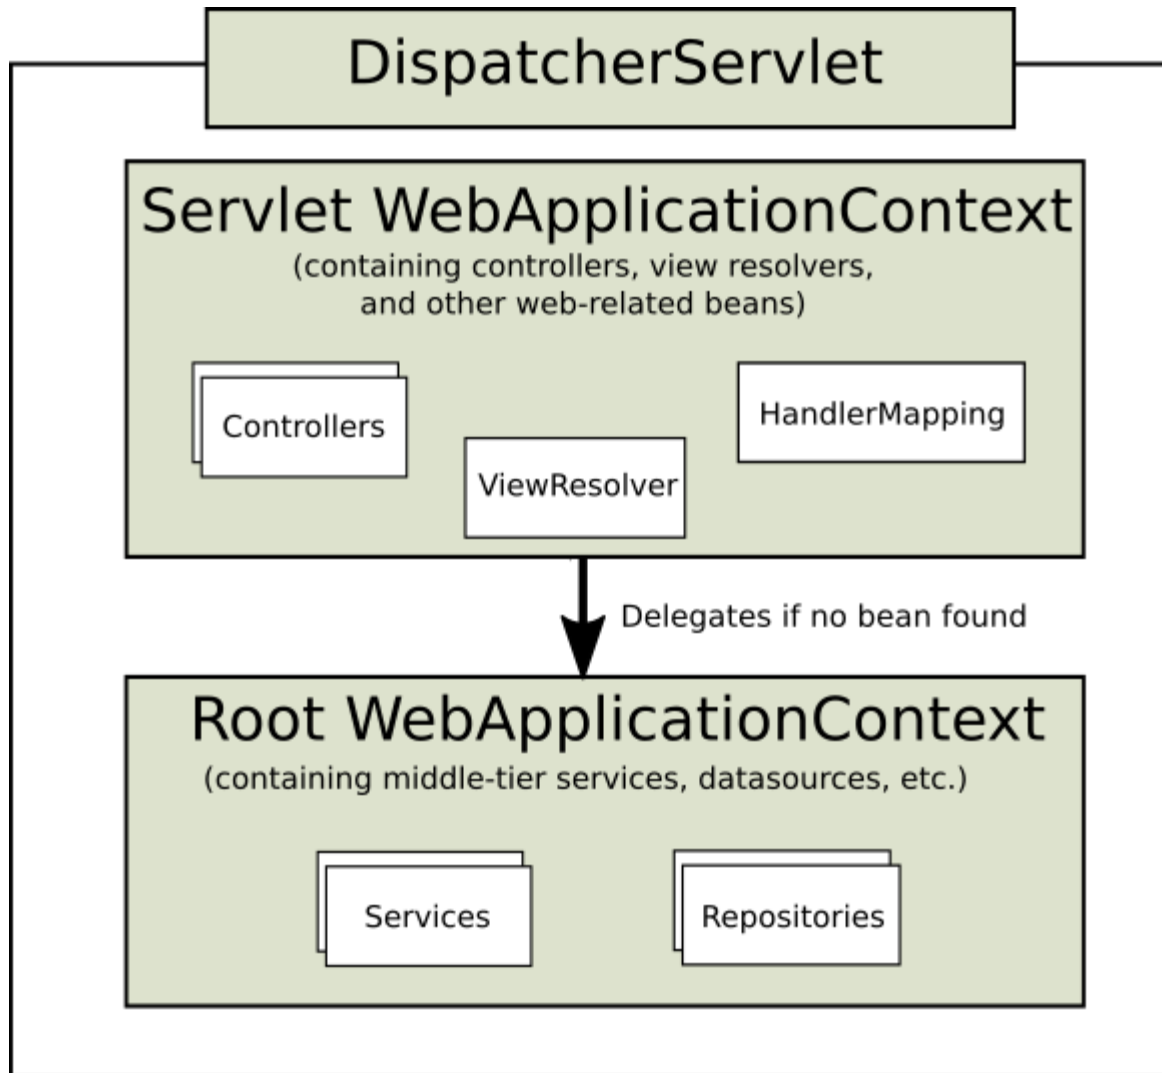 DispatcherServlet
Servlet WebApplicationContext
(containing controllers, view resolvers,
and other web-related beans)
Controllers
HandlerMapping
ViewResolver
Delegates if no bean found
Root WebApplicationContext
(containing middle-tier services, datasources, etc.)
Services
Repositories